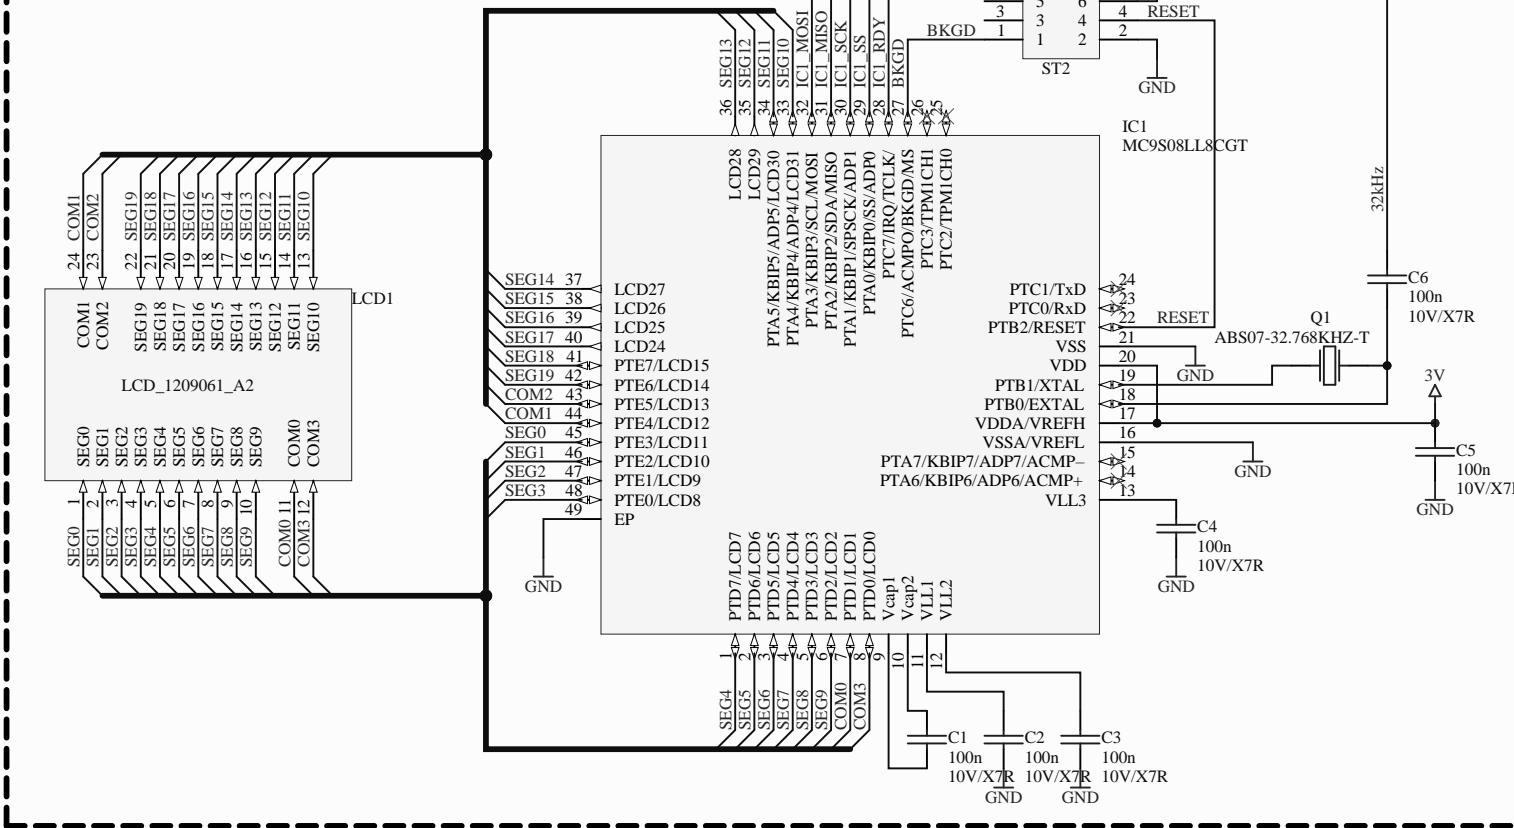 5 6
3 3 4 4 RESET
BKGD 1 1 2 2
ST2
GND
SEG13
SEG12
SEG11
SEG10
IC1_MOSI
IC1_MISO
IC1_SCK
IC1_SS
IC1_RDY
BKGD
36 35 34 33 32 31 30 29 28 27 26 25
IC1
MC9S08LL8CGT
LCD28
LCD29
PTA5/KBIP5/ADP5/LCD30
PTA4/KBIP4/ADP4/LCD31
PTA3/KBIP3/SCL/MOSI
PTA2/KBIP2/SDA/MISO
PTA1/KBIP1/SPSCK/ADP1
PTA0/KBIP0/SS/ADP0
PTC7/IRQ/TCLK/
PTC6/ACMPO/BKGD/MS
PTC3/TPM1CH1
PTC2/TPM1CH0
COM1
COM2
SEG19
SEG18
SEG17
SEG16
SEG15
SEG14
SEG13
SEG12
SEG11
SEG10
24 23 22 21 20 19 18 17 16 15 14 13
LCD1
COM1
COM2
SEG19
SEG18
SEG17
SEG16
SEG15
SEG14
SEG13
SEG12
SEG11
SEG10
LCD_1209061_A2
SEG0
SEG1
SEG2
SEG3
SEG4
SEG5
SEG6
SEG7
SEG8
SEG9
COM0
COM3
1 2 3 4 5 6 7 8 9 10 11 12
SEG0
SEG1
SEG2
SEG3
SEG4
SEG5
SEG6
SEG7
SEG8
SEG9
COM0
COM3
SEG14 37 LCD27
SEG15 38 LCD26
SEG16 39 LCD25
SEG17 40 LCD24
SEG18 41 PTE7/LCD15
SEG19 42 PTE6/LCD14
COM2 43 PTE5/LCD13
COM1 44 PTE4/LCD12
SEG0 45 PTE3/LCD11
SEG1 46 PTE2/LCD10
SEG2 47 PTE1/LCD9
SEG3 48 PTE0/LCD8
49 EP
GND
PTC1/TxD 24
PTC0/RxD 23
PTB2/RESET 22 RESET
VSS 21
VDD 20
GND
PTB1/XTAL 19
PTB0/EXTAL 18
VDDA/VREFH 17
VSSA/VREFL 16
PTA7/KBIP7/ADP7/ACMP– 15
PTA6/KBIP6/ADP6/ACMP+ 14
VLL3 13
GND
32kHz
C6
100n
10V/X7R
Q1
ABS07-32.768KHZ-T
3V
C5
100n
10V/X7R
GND
C4
100n
10V/X7R
GND
PTD7/LCD7
PTD6/LCD6
PTD5/LCD5
PTD4/LCD4
PTD3/LCD3
PTD2/LCD2
PTD1/LCD1
PTD0/LCD0
Vcap1
Vcap2
VLL1
VLL2
1 2 3 4 5 6 7 8 9 10 11 12
SEG4
SEG5
SEG6
SEG7
SEG8
SEG9
COM0
COM3
C1
100n
10V/X7R
C2
100n
10V/X7R
GND
C3
100n
10V/X7R
GND